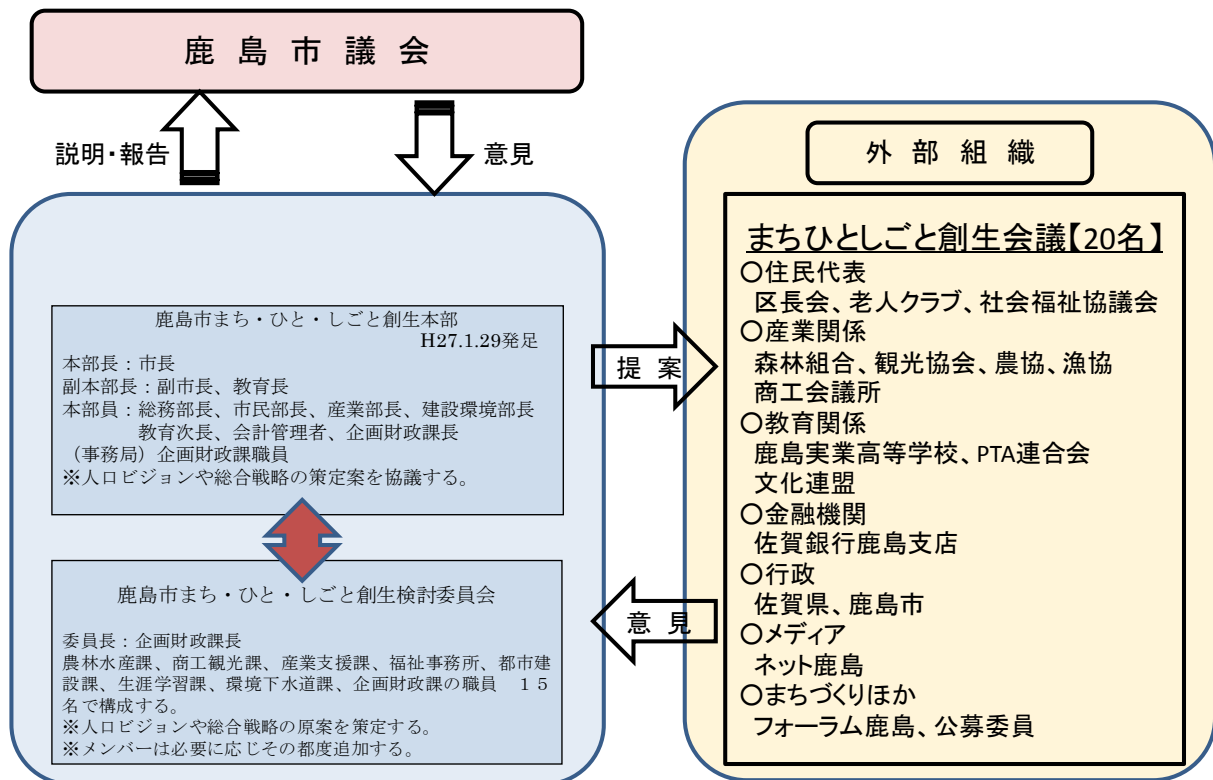 鹿 島 市 議 会
説明・報告
意見
鹿島市まち・ひと・しごと創生本部
H27.1.29発足
本部長：市長
副本部長：副市長、教育長
本部員：総務部長、市民部長、産業部長、建設環境部長
教育次長、会計管理者、企画財政課長
（事務局）企画財政課職員
※人口ビジョンや総合戦略の策定案を協議する。
鹿島市まち・ひと・しごと創生検討委員会
委員長：企画財政課長
農林水産課、商工観光課、産業支援課、福祉事務所、都市建
設課、生涯学習課、環境下水道課、企画財政課の職員　１５
名で構成する。
※人口ビジョンや総合戦略の原案を策定する。
※メンバーは必要に応じその都度追加する。
提 案
意 見
外 部 組 織
まちひとしごと創生会議【20名】
〇住民代表
区長会、老人クラブ、社会福祉協議会
〇産業関係
森林組合、観光協会、農協、漁協
商工会議所
〇教育関係
鹿島実業高等学校、PTA連合会
文化連盟
〇金融機関
佐賀銀行鹿島支店
〇行政
佐賀県、鹿島市
〇メディア
ネット鹿島
〇まちづくりほか
フォーラム鹿島、公募委員